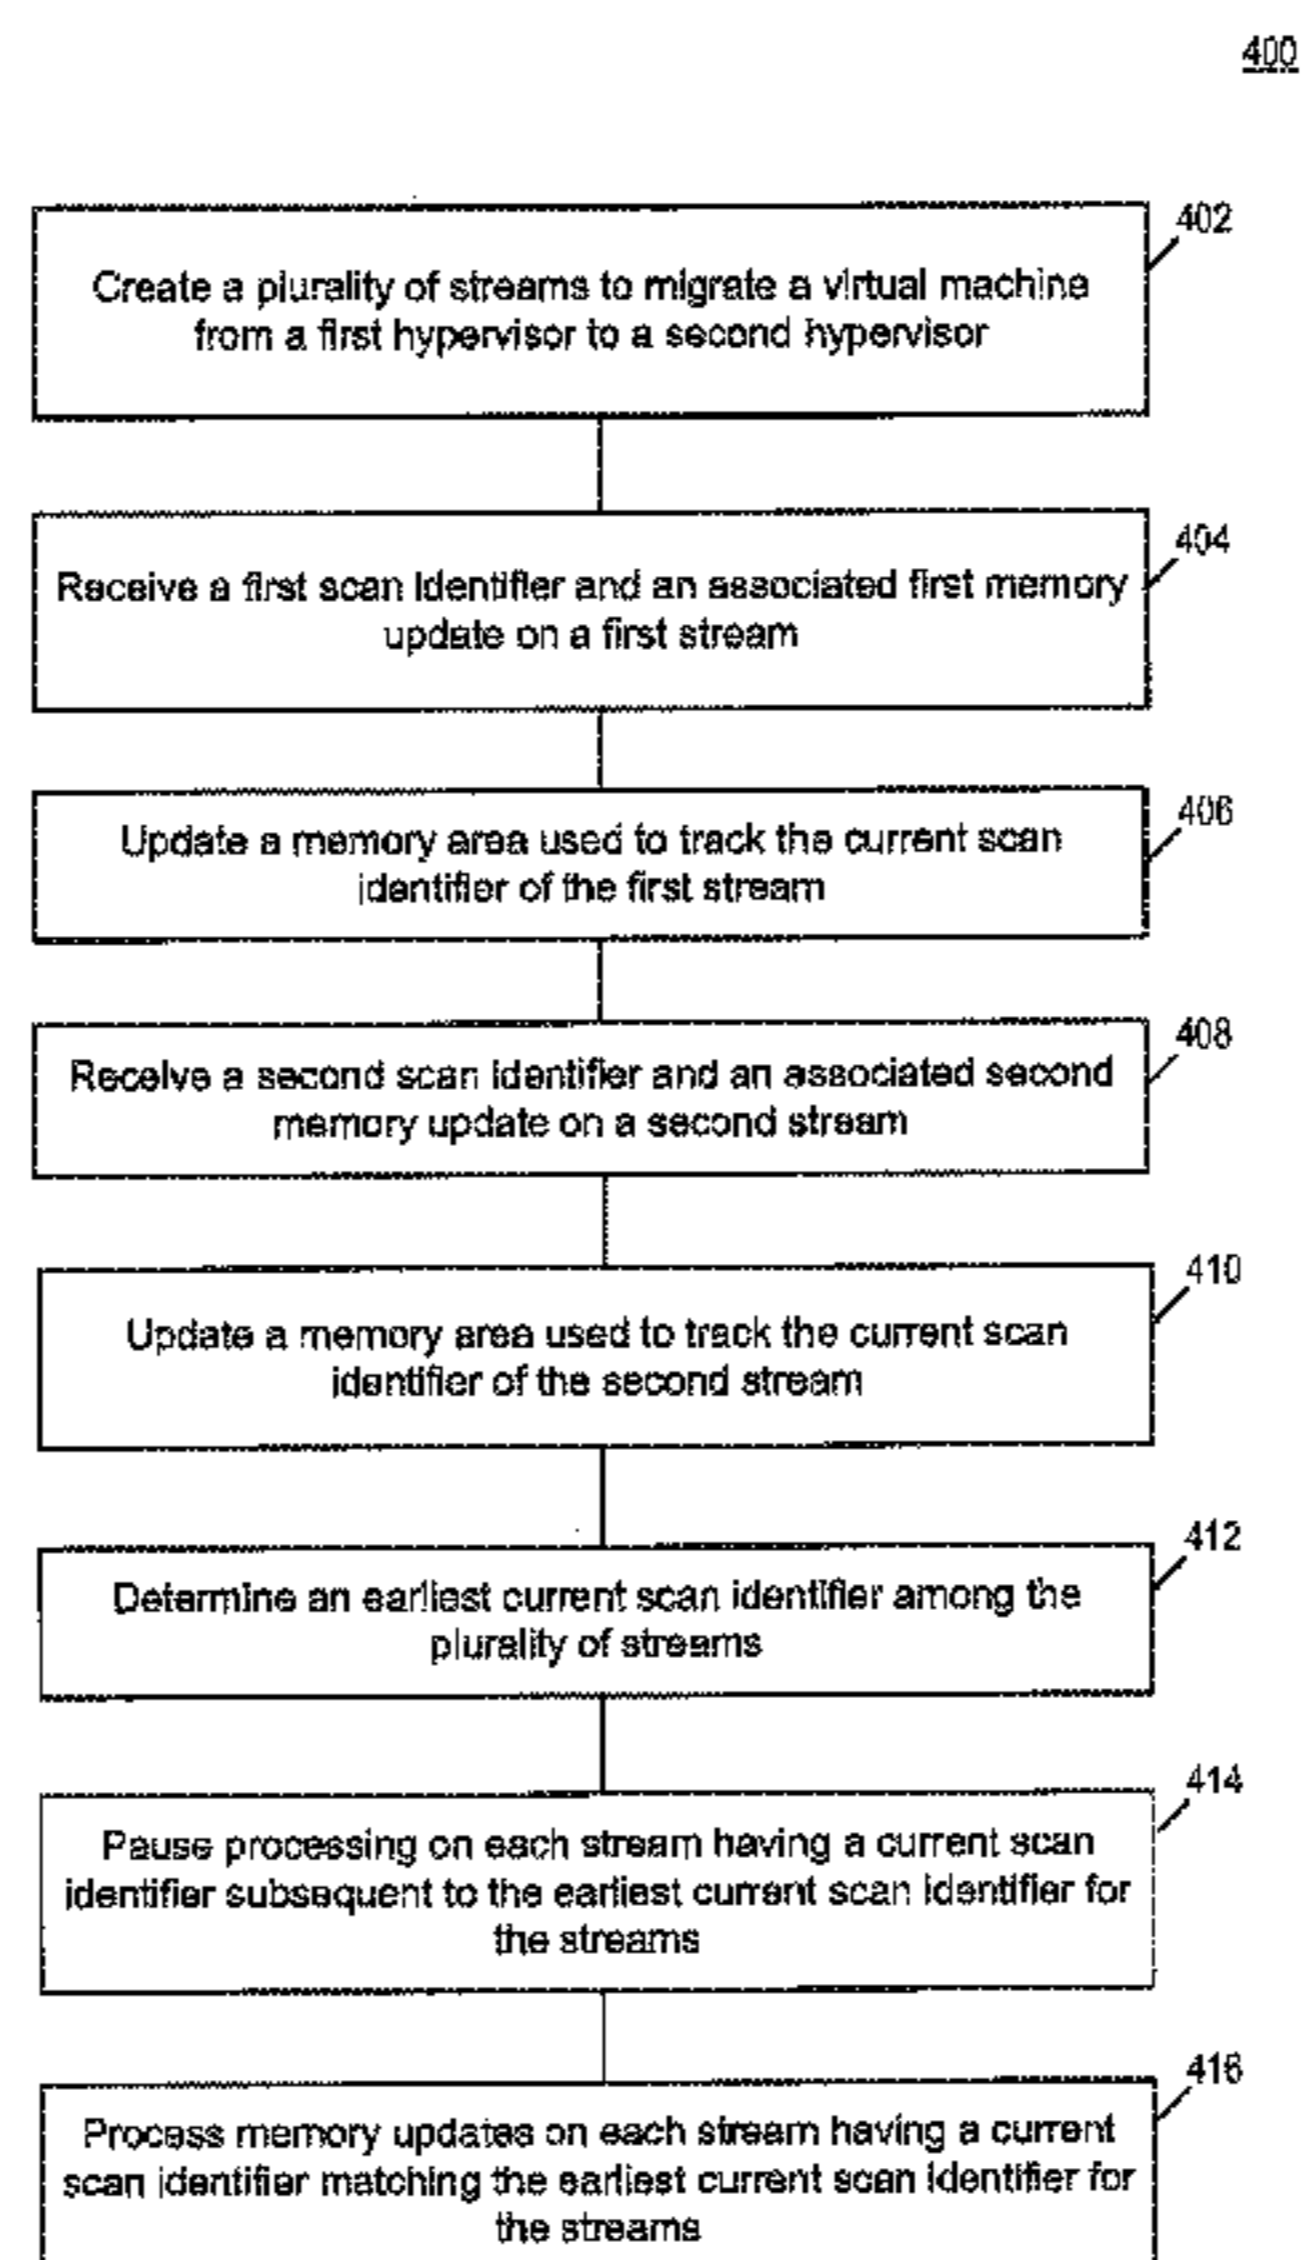 400
402
Create a plurality of streams to migrate a virtual machine
from a first hypervisor to a second hypervisor
404
Receive a first scan identifier and an associated first memory
update on a first stream
406
Update a memory area used to track the current scan
identifier of the first stream
408
Receive a second scan identifier and an associated second
memory update on a second stream
410
Update a memory area used to track the current scan
identifier of the second stream
412
Determine an earliest current scan identifier among the
plurality of streams
414
Pause processing on each stream having a current scan
identifier subsequent to the earliest current scan identifier for
the streams
416
Process memory updates on each stream having a current
scan identifier matching the earliest current scan identifier for
the streams